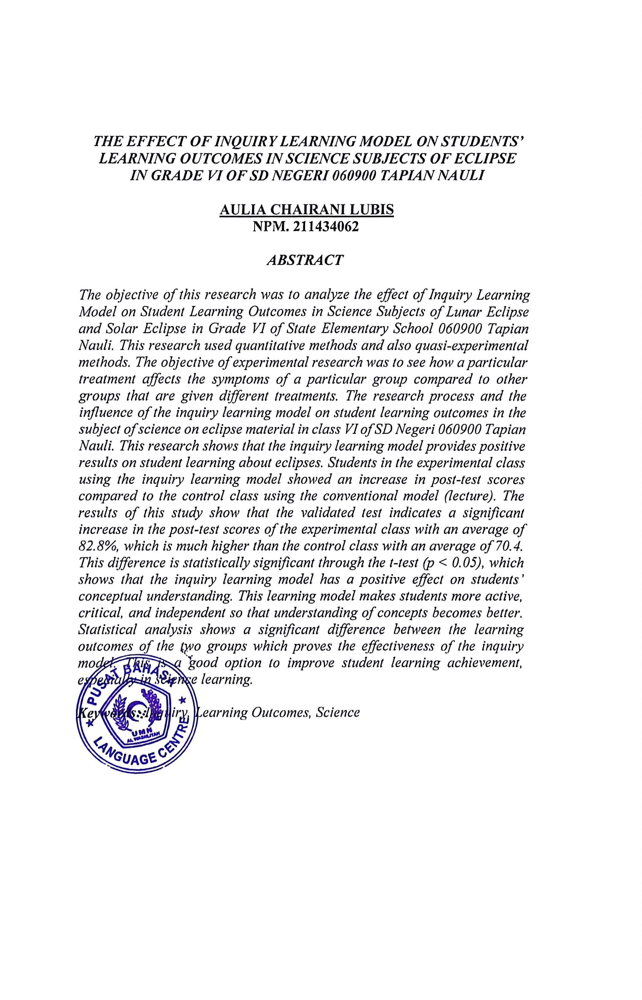 THE EFFECT OF INQUIRY LEARNING MODEL ON STUDENTS'
LEARNING OUTCOMES IN SCIENCE SUBJECTS OF ECLIPSE
IN GRADE VI OF SD NEGERI 060900 TAPIAN NAULI
AULIA CHAIRANI LUBIS
NPM. 211434062
ABSTRACT
The objective of this research was to analyze the effect of Inquiry Learning
Model on Student Learning Outcomes in Science Subjects of Lunar Eclipse
and Solar Eclipse in Grade VI of State Elementary School 060900 Tapian
Nauli. This research used quantitative methods and also quasi-experimental
methods. The objective of experimental research was to see how a particular
treatment affects the symptoms of a particular group compared to other
groups that are given different treatments. The research process and the
influence of the inquiry learning model on student learning outcomes in the
subject of science on eclipse material in class VI of SD Negeri 060900 Tapian
Nauli. This research shows that the inquiry learning model provides positive
results on student learning about eclipses. Students in the experimental class
using the inquiry learning model showed an increase in post-test scores
compared to the control class using the conventional model (lecture). The
results of this study show that the validated test indicates a significant
increase in the post-test scores of the experimental class with an average of
82.8%, which is much higher than the control class with an average of 70.4.
This difference is statistically significant through the t-test (p < 0.05), which
shows that the inquiry learning model has a positive effect on students'
conceptual understanding. This learning model makes students more active,
critical, and independent so that understanding of concepts becomes better.
Statistical analysis shows a significant difference between the learning
outcomes of the two groups which proves the effectiveness of the inquiry
model. This is a good option to improve student learning achievement,
especially in science learning.
Keywords: Inquiry, Learning Outcomes, Science
PUSAT BAHASA
UMN
AL WASHLIYAH
LANGUAGE CENTRE